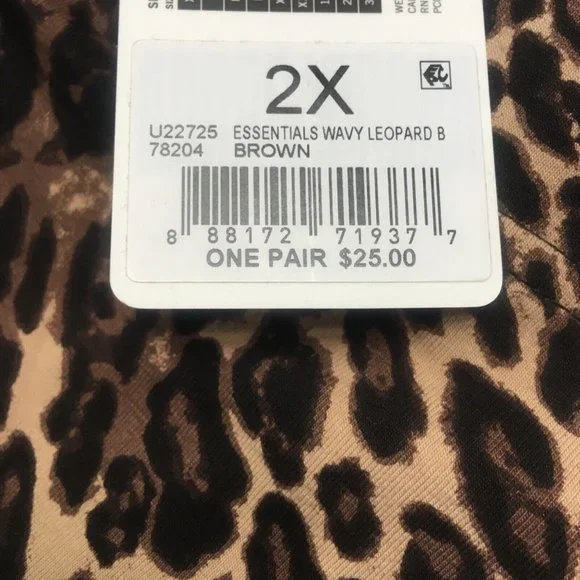 2X
U22725 ESSENTIALS WAVY LEOPARD B
78204 BROWN
8 88172 71937 7
ONE PAIR $25.00